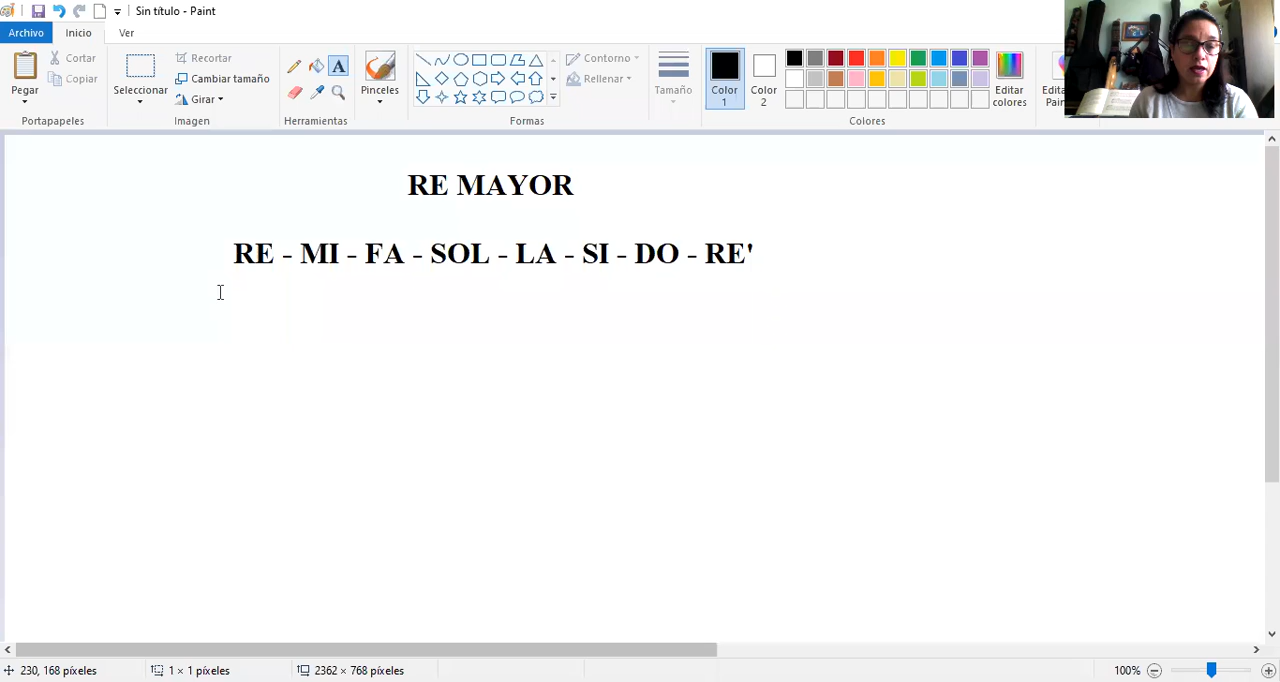 Sin título - Paint
Archivo Inicio Ver
Pegar
Cortar
Copiar
Portapapeles
Seleccionar
Recortar
Cambiar tamaño
Girar
Imagen
A
Herramientas
Pinceles
Contorno
Rellenar
Formas
Tamaño
Color 1
Color 2
Editar colores
Colores
RE MAYOR
RE - MI - FA - SOL - LA - SI - DO - RE'
230, 168 píxeles 1 × 1 píxeles 2362 × 768 píxeles 100%